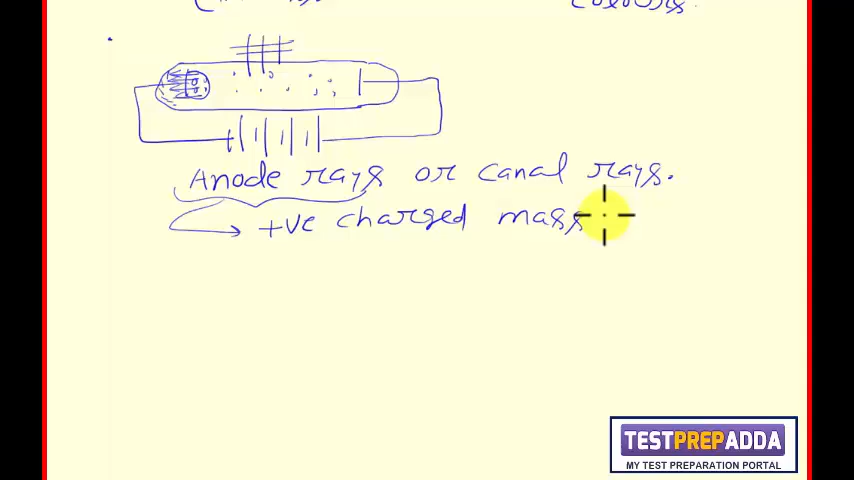 Anode rays or canal rays.
+ve charged mass
TESTPREPADDA
MY TEST PREPARATION PORTAL